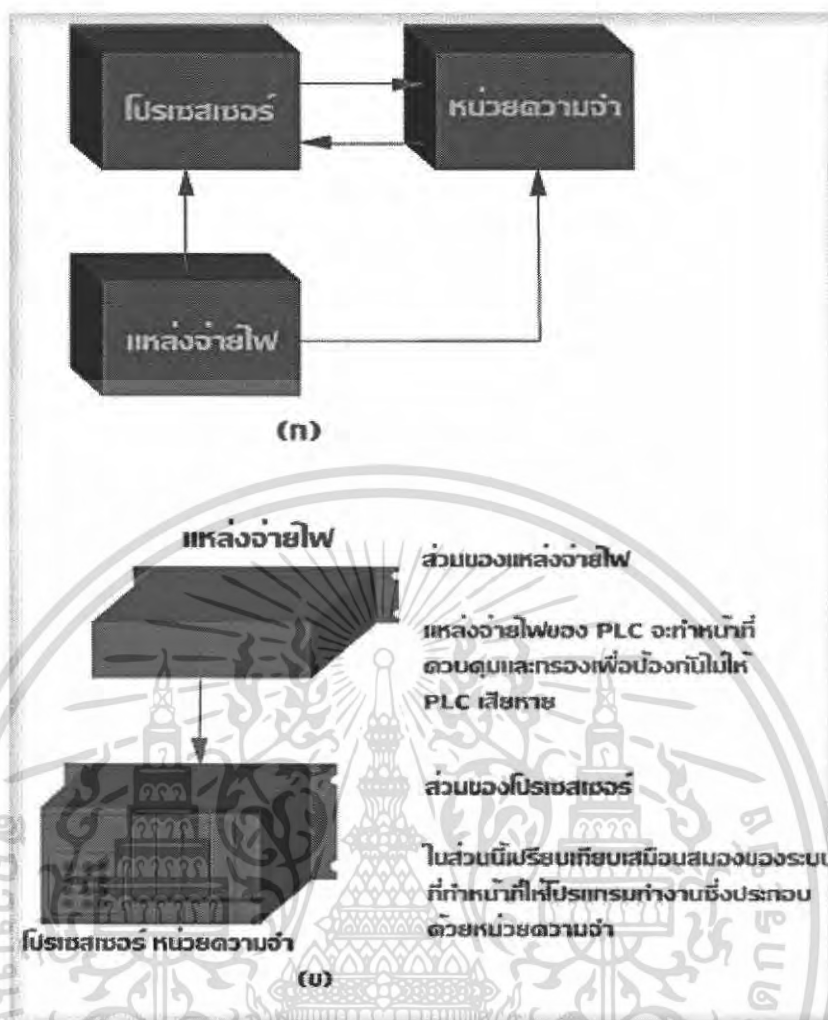 โปรเซสเซอร์
หน่วยความจำ
แหล่งจ่ายไฟ
(ก)
แหล่งจ่ายไฟ
ส่วนของแหล่งจ่ายไฟ
แหล่งจ่ายไฟของ PLC จะทำหน้าที่
ควบคุมและกรองเพื่อป้องกันไม่ให้
PLC เสียหาย
ส่วนของโปรเซสเซอร์
ในส่วนนี้เปรียบเทียบเสมือนสมองของระบบ
ที่ทำหน้าที่ให้โปรแกรมทำงานซึ่งประกอบ
ด้วยหน่วยความจำ
โปรเซสเซอร์ หน่วยความจำ
(ข)